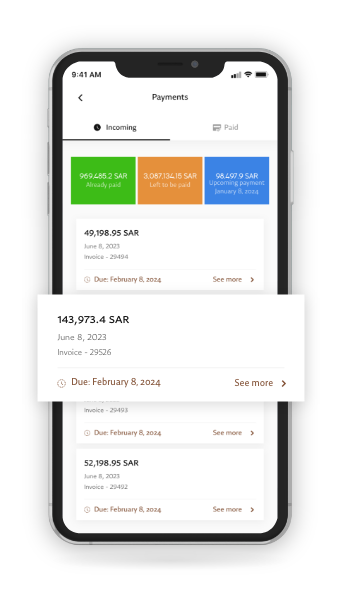 9:41 AM
Payments
Incoming
Paid
969,485.2 SAR
Already paid
3,087,134.15 SAR
Left to be paid
98,497.9 SAR
Upcoming payment
January 8, 2024
49,198.95 SAR
June 8, 2023
Invoice - 29494
Due: February 8, 2024
See more
143,973.4 SAR
June 8, 2023
Invoice - 29526
Due: February 8, 2024
See more
Invoice - 29493
Due: February 8, 2024
See more
52,198.95 SAR
June 8, 2023
Invoice - 29492
Due: February 8, 2024
See more